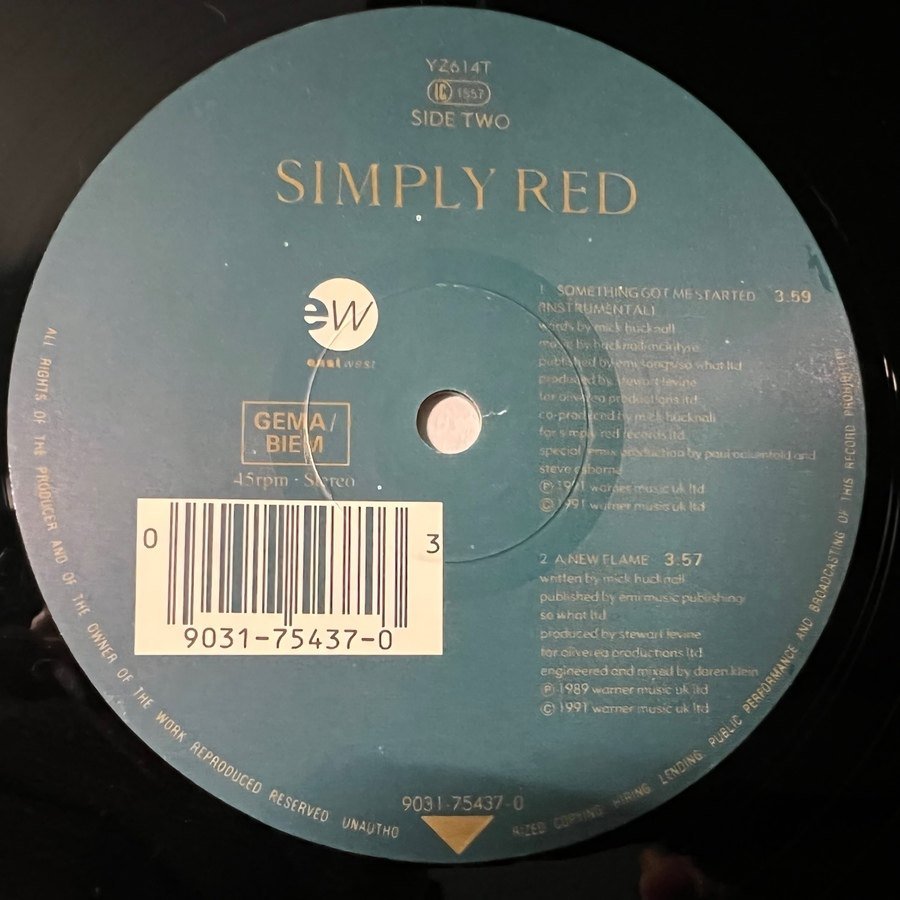 YZ614T
LC 1557
SIDE TWO
SIMPLY RED
ew
eastwest
GEMA/
BIEM
45rpm · Stereo
0 3
9031-75437-0
1 SOMETHING GOT ME STARTED 3.59
(INSTRUMENTAL)
words by mick hucknall
music by hucknall/mcintyre
published by emi songs/so what ltd
produced by stewart levine
for oliverea productions ltd
co-produced by mick hucknall
for simply red records ltd
special remix production by paul oakenfold and
steve osborne
Ⓟ 1991 warner music uk ltd
© 1991 warner music uk ltd
2 A NEW FLAME 3:57
written by mick hucknall
published by emi music publishing/
so what ltd
produced by stewart levine
for oliverea productions ltd
engineered and mixed by daren klein
Ⓟ 1989 warner music uk ltd
© 1991 warner music uk ltd
9031-75437-0
ALL RIGHTS OF THE PRODUCER AND OF THE OWNER OF THE WORK REPRODUCED RESERVED UNAUTHO
RIZED COPYING HIRING LENDING PUBLIC PERFORMANCE AND BROADCASTING OF THIS RECORD PROHIBITED